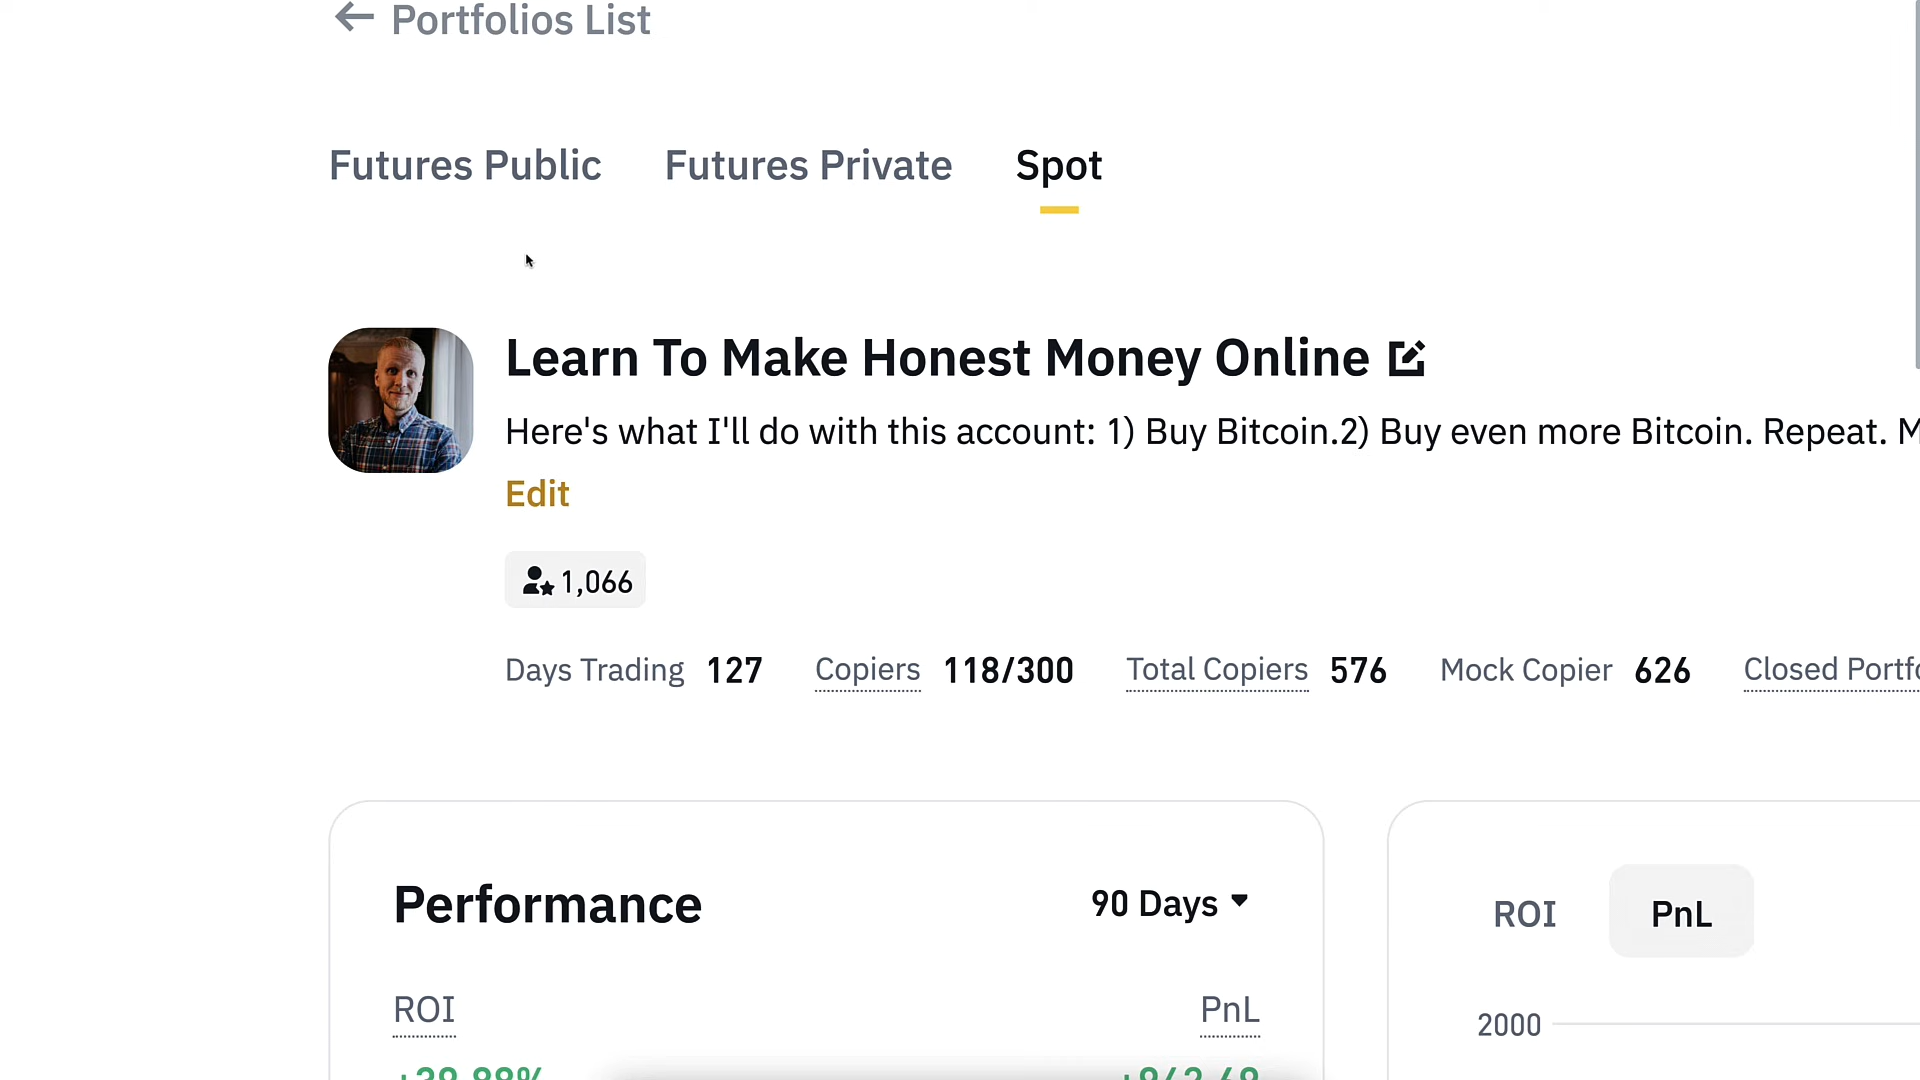 Portfolios List
Futures Public Futures Private Spot
Learn To Make Honest Money Online
Here's what I'll do with this account: 1) Buy Bitcoin.2) Buy even more Bitcoin. Repeat. M
Edit
1,066
Days Trading 127 Copiers 118/300 Total Copiers 576 Mock Copier 626 Closed Portfo
Performance 90 Days
ROI PnL
ROI PnL
2000